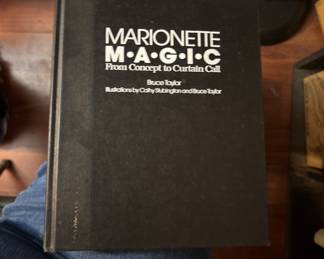 MARIONETTE
M•A•G•I•C
From Concept to Curtain Call
Bruce Taylor
Illustrations by Cathy Stubington and Bruce Taylor